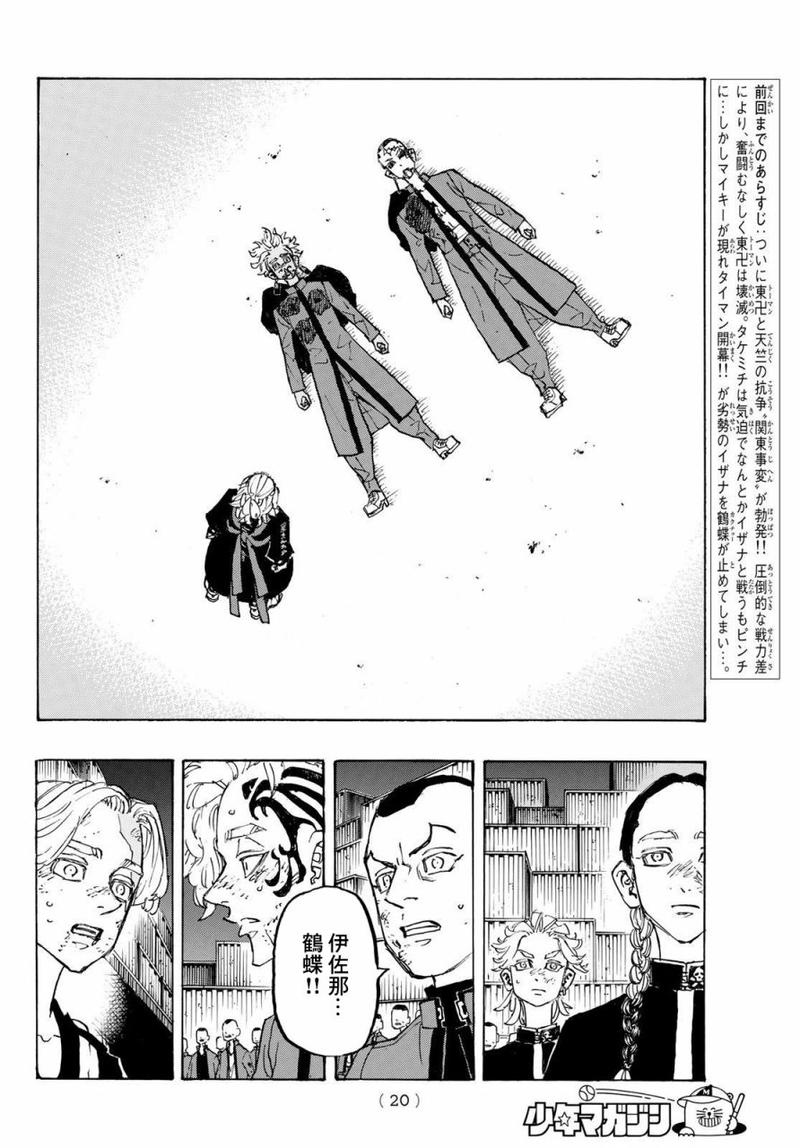 前回までのあらすじ：ついに東卍と天竺の抗争〝関東事変〟が勃発!! 圧倒的な戦力差
により、奮闘むなしく東卍は壊滅。タケミチは気迫でなんとかイザナと戦うもピンチ
に…しかしマイキーが現れタイマン開幕!! が劣勢のイザナを鶴蝶が止めてしまい…。
伊佐那…
鶴蝶!!
(20)
少年マガジン
M